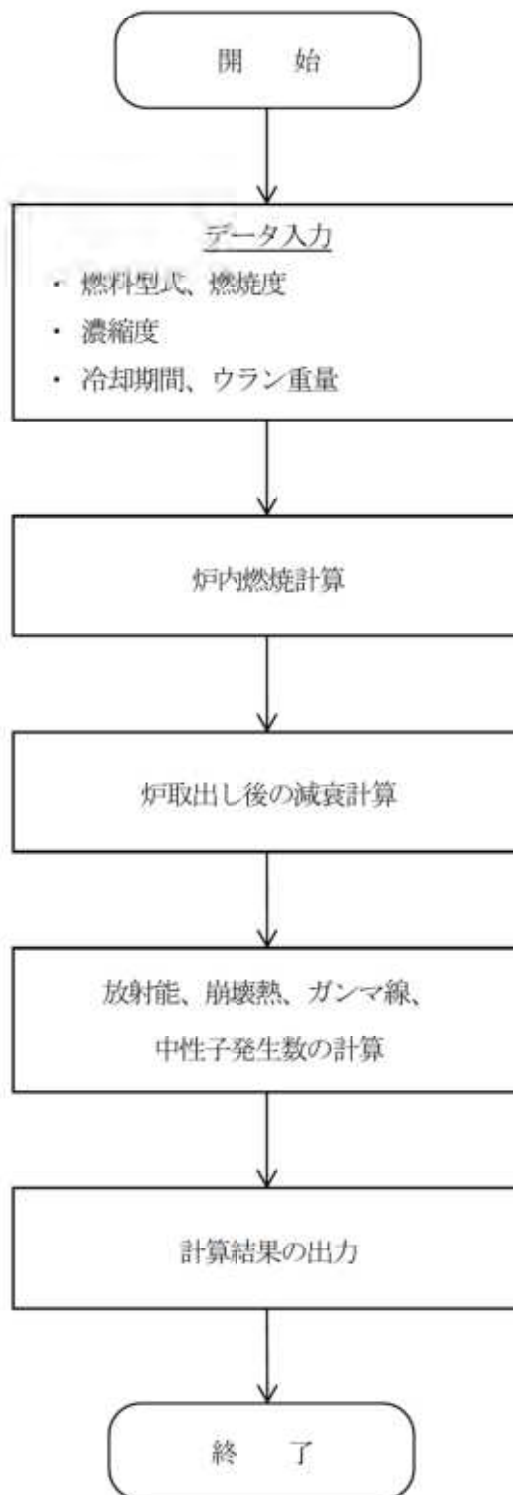 開　始
データ入力
・ 燃料型式、燃焼度
・ 濃縮度
・ 冷却期間、ウラン重量
炉内燃焼計算
炉取出し後の減衰計算
放射能、崩壊熱、ガンマ線、
中性子発生数の計算
計算結果の出力
終　了